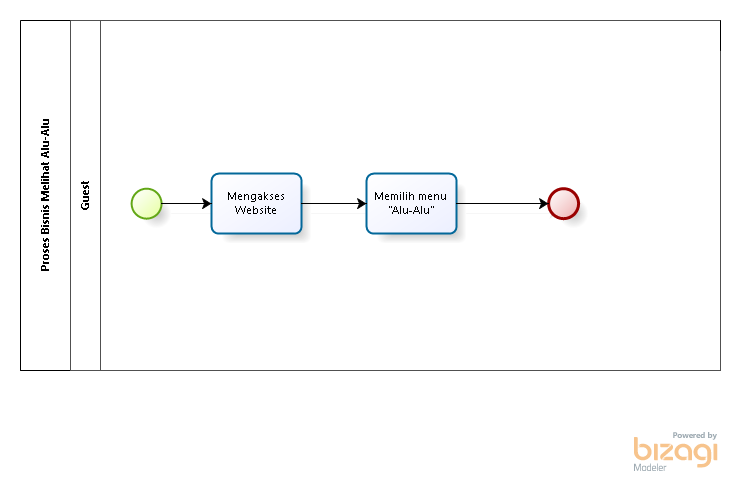 Proses Bisnis Melihat Alu-Alu
Guest
Mengakses
Website
Memilih menu
"Alu-Alu"
Powered by
bizagi
Modeler